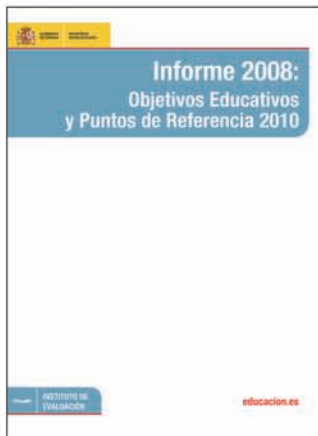 Informe 2008:
Objetivos Educativos
y Puntos de Referencia 2010
INSTITUTO DE
EVALUACIÓN
educacion.es